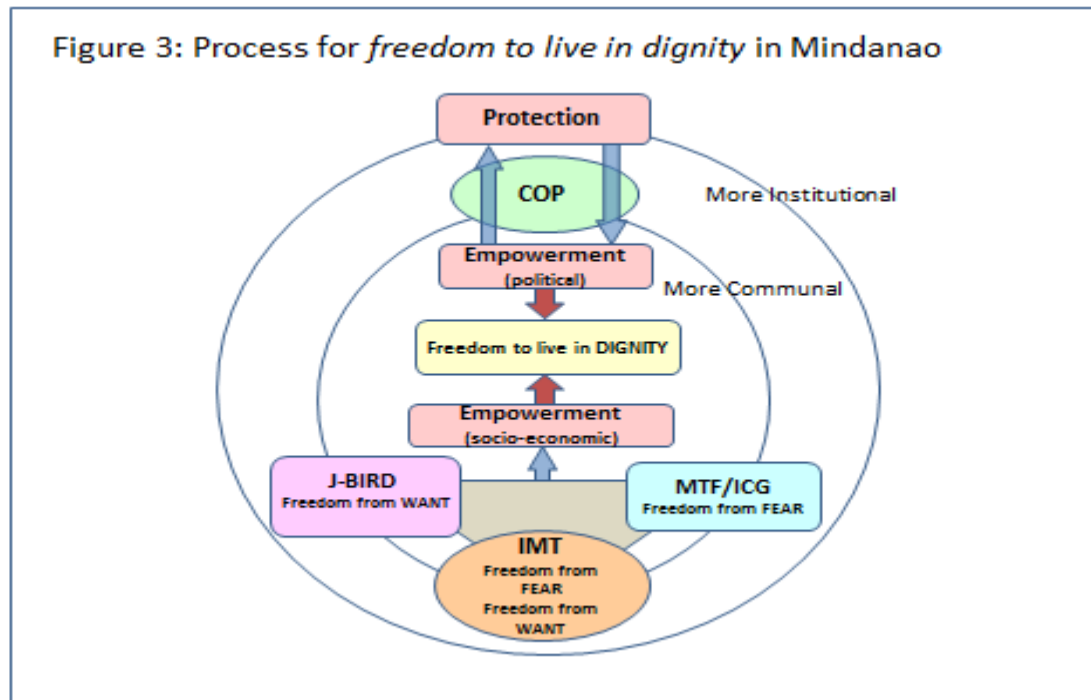 Figure 3: Process for freedom to live in dignity in Mindanao
Protection
COP
More Institutional
Empowerment
(political)
More Communal
Freedom to live in DIGNITY
Empowerment
(socio-economic)
J-BIRD
Freedom from WANT
MTF/ICG
Freedom from FEAR
IMT
Freedom from
FEAR
Freedom from
WANT